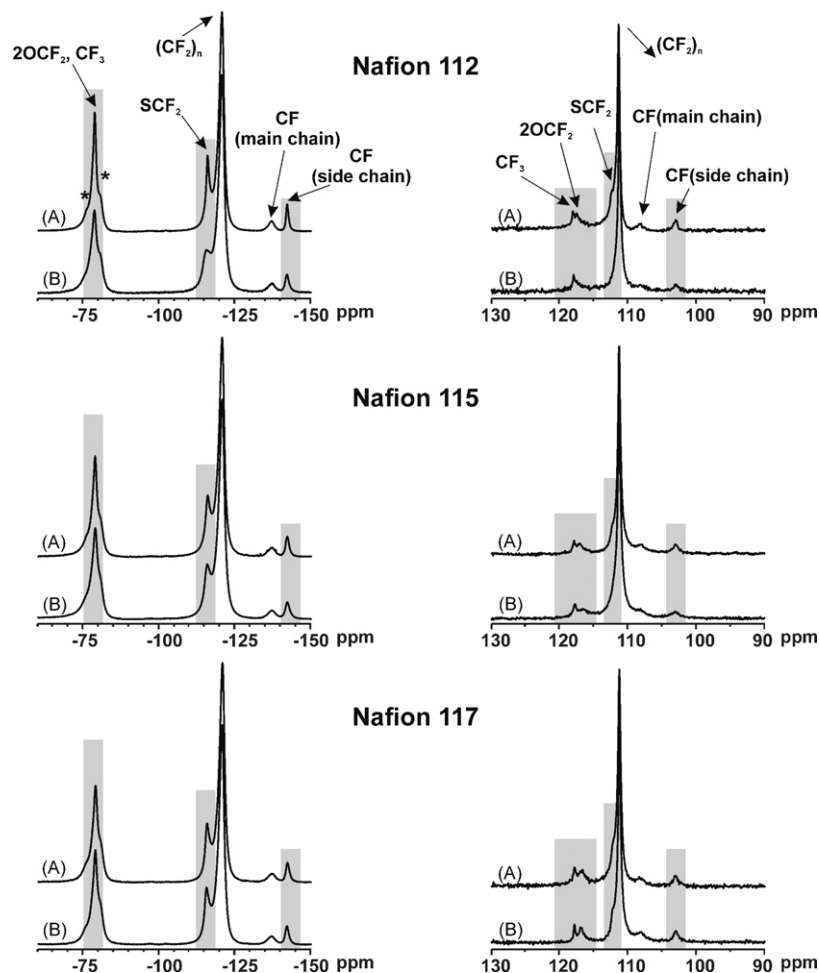 (CF2)n
2OCF2, CF3
Nafion 112
SCF2
CF
(main chain)
CF
(side chain)
*
*
(A)
(B)
-75 -100 -125 -150 ppm
(CF2)n
SCF2
CF(main chain)
2OCF2
CF3
CF(side chain)
(A)
(B)
130 120 110 100 90 ppm
Nafion 115
(A)
(B)
-75 -100 -125 -150 ppm
(A)
(B)
130 120 110 100 90 ppm
Nafion 117
(A)
(B)
-75 -100 -125 -150 ppm
(A)
(B)
130 120 110 100 90 ppm